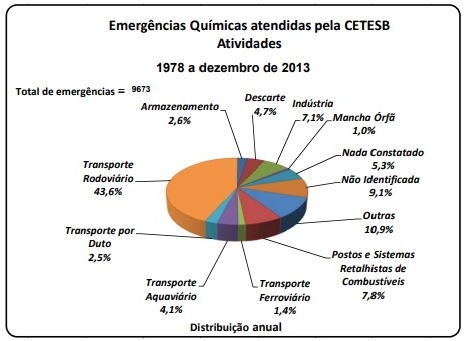 Emergências Químicas atendidas pela CETESB
Atividades
1978 a dezembro de 2013
Total de emergências = 9673
Armazenamento
2,6%
Descarte
4,7%
Indústria
7,1%
Mancha Órfã
1,0%
Nada Constatado
5,3%
Não Identificada
9,1%
Outras
10,9%
Postos e Sistemas
Retalhistas de
Combustíveis
7,8%
Transporte
Ferroviário
1,4%
Transporte
Aquaviário
4,1%
Transporte por
Duto
2,5%
Transporte
Rodoviário
43,6%
Distribuição anual